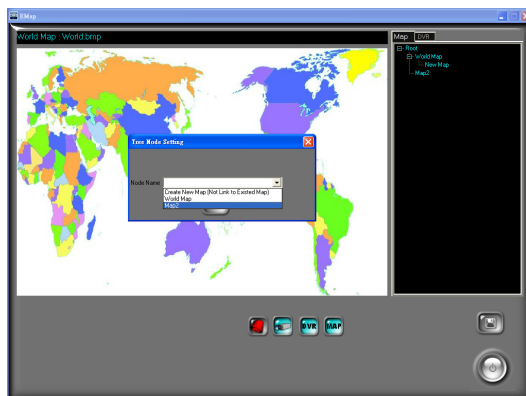 EMap
World Map : World.bmp
Map DVR
Root
World Map
New Map
Map2
Tree Node Setting
Node Name
Create New Map (Not Link to Existed Map)
World Map
Map2
DVR MAP